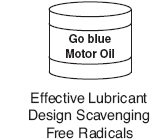 Go blue
Motor Oil
Effective Lubricant
Design Scavenging
Free Radicals